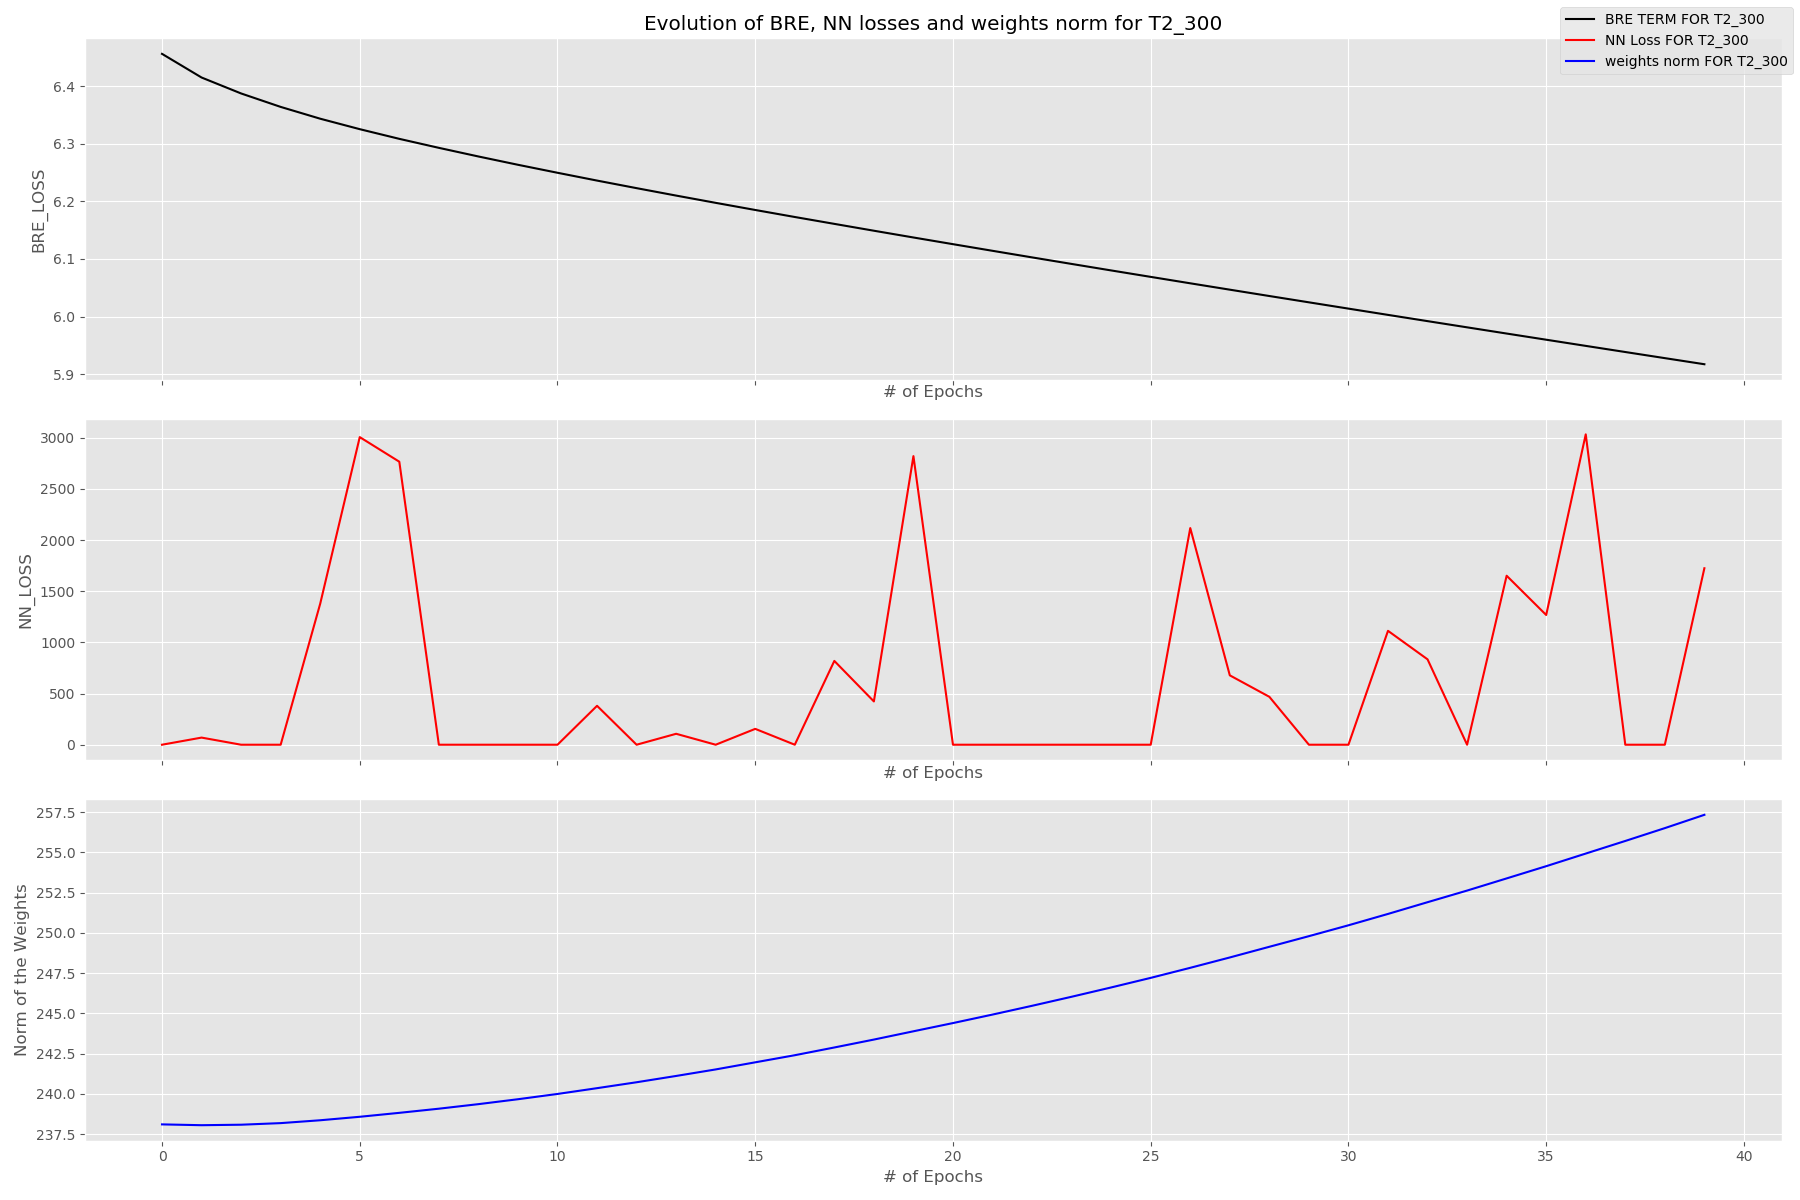 Evolution of BRE, NN losses and weights norm for T2_300
BRE TERM FOR T2_300
NN Loss FOR T2_300
weights norm FOR T2_300
BRE_LOSS
6.4
6.3
6.2
6.1
6.0
5.9
# of Epochs
NN_LOSS
3000
2500
2000
1500
1000
500
0
# of Epochs
Norm of the Weights
257.5
255.0
252.5
250.0
247.5
245.0
242.5
240.0
237.5
0 5 10 15 20 25 30 35 40
# of Epochs